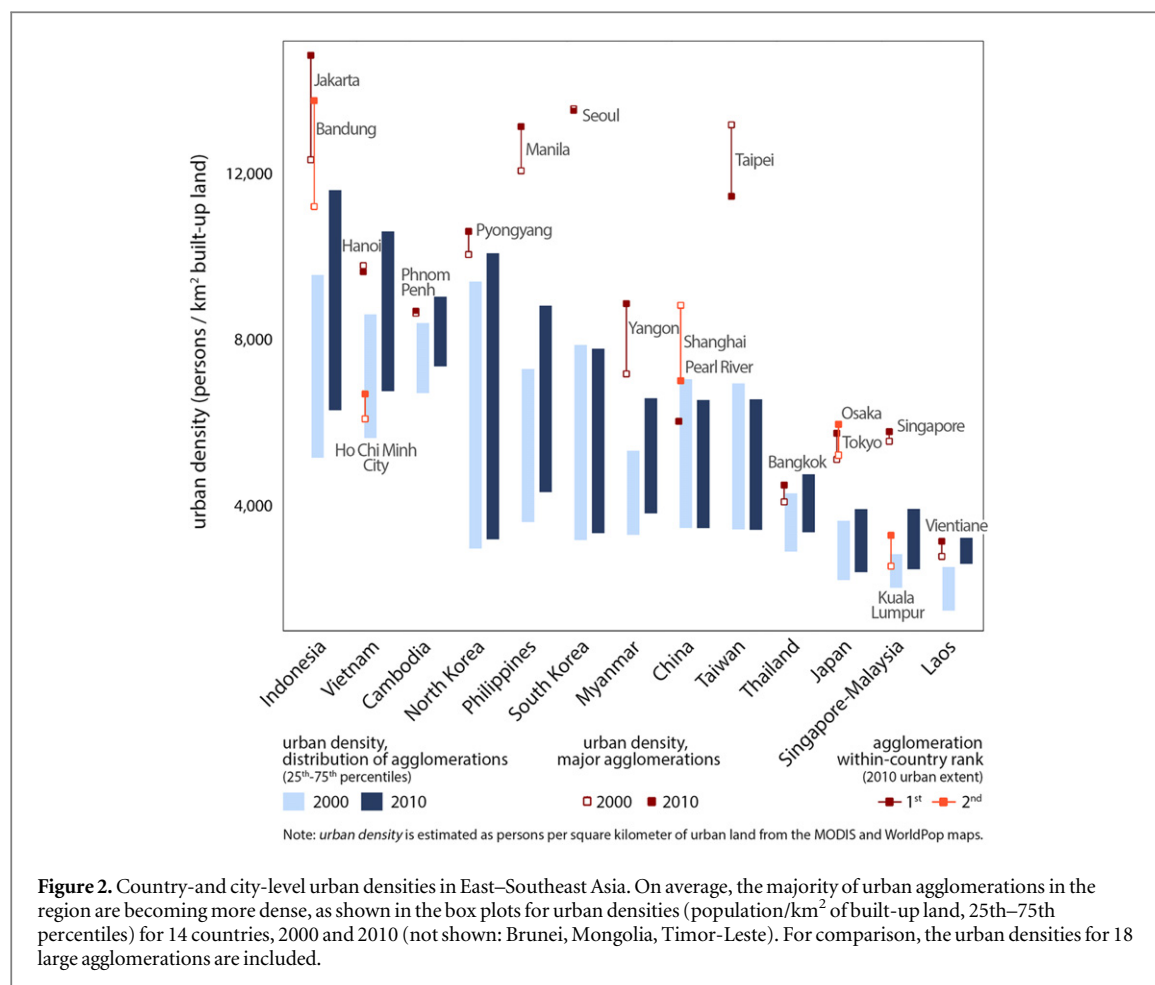 urban density (persons / km² built-up land)
12,000
8,000
4,000
Jakarta
Bandung
Hanoi
Ho Chi Minh
City
Phnom
Penh
Pyongyang
Manila
Seoul
Yangon
Shanghai
Pearl River
Taipei
Bangkok
Osaka
Tokyo
Singapore
Kuala
Lumpur
Vientiane
Indonesia
Vietnam
Cambodia
North Korea
Philippines
South Korea
Myanmar
China
Taiwan
Thailand
Japan
Singapore-Malaysia
Laos
urban density,
distribution of agglomerations
(25th-75th percentiles)
2000 2010
urban density,
major agglomerations
2000 2010
agglomeration
within-country rank
(2010 urban extent)
1st 2nd
Note: urban density is estimated as persons per square kilometer of urban land from the MODIS and WorldPop maps.
Figure 2. Country-and city-level urban densities in East–Southeast Asia. On average, the majority of urban agglomerations in the
region are becoming more dense, as shown in the box plots for urban densities (population/km² of built-up land, 25th–75th
percentiles) for 14 countries, 2000 and 2010 (not shown: Brunei, Mongolia, Timor-Leste). For comparison, the urban densities for 18
large agglomerations are included.